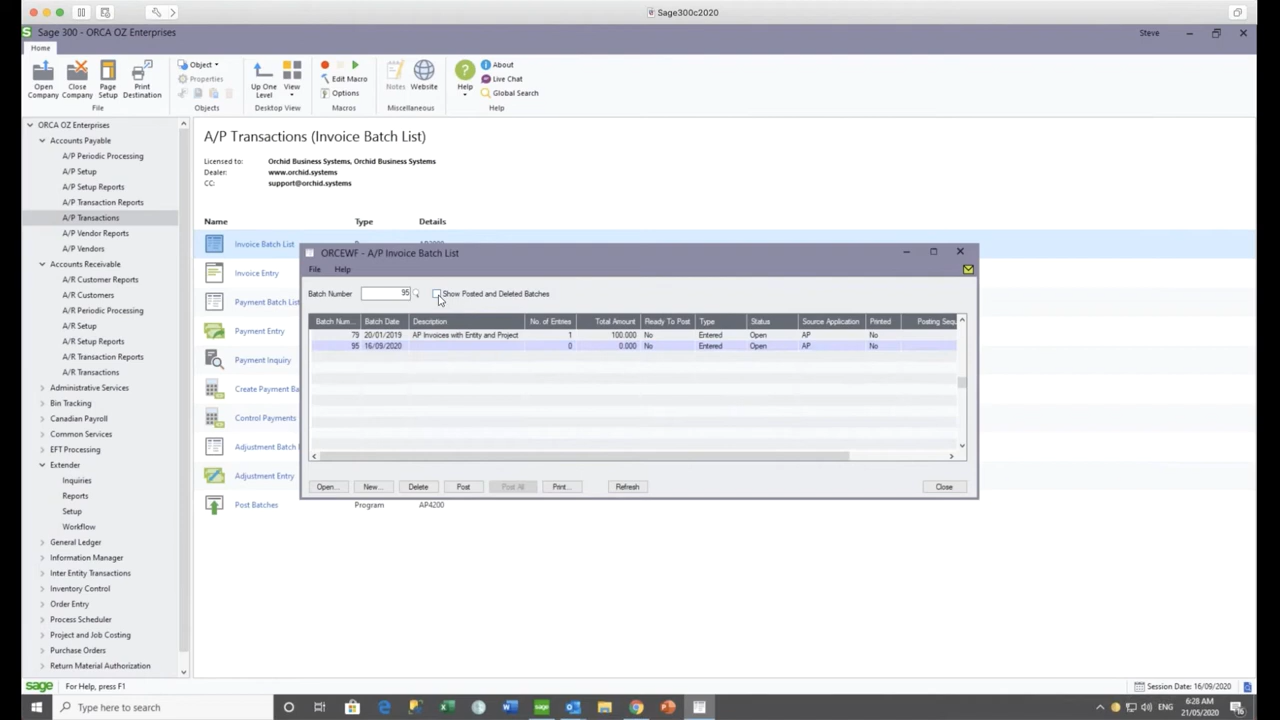 Sage300c2020
Sage 300 - ORCA OZ Enterprises
Steve
Home
Open Company
Close Company
Page Setup
Print Destination
File
Object
Properties
Objects
Up One Level
View
Desktop View
Edit Macro
Options
Macros
Notes
Website
Miscellaneous
Help
About
Live Chat
Global Search
Help
ORCA OZ Enterprises
Accounts Payable
A/P Periodic Processing
A/P Setup
A/P Setup Reports
A/P Transaction Reports
A/P Transactions
A/P Vendor Reports
A/P Vendors
Accounts Receivable
A/R Customer Reports
A/R Customers
A/R Periodic Processing
A/R Setup
A/R Setup Reports
A/R Transaction Reports
A/R Transactions
Administrative Services
Bin Tracking
Canadian Payroll
Common Services
EFT Processing
Extender
Inquiries
Reports
Setup
Workflow
General Ledger
Information Manager
Inter Entity Transactions
Inventory Control
Order Entry
Process Scheduler
Project and Job Costing
Purchase Orders
Return Material Authorization
A/P Transactions (Invoice Batch List)
Licensed to: Orchid Business Systems, Orchid Business Systems
Dealer: www.orchid.systems
CC: support@orchid.systems
Name Type Details
Invoice Batch List
Invoice Entry
Payment Batch List
Payment Entry
Payment Inquiry
Create Payment Ba
Control Payments
Adjustment Batch
Adjustment Entry
Post Batches Program AP4200
ORCEWF - A/P Invoice Batch List
File Help
Batch Number 95 Show Posted and Deleted Batches
Batch Num... Batch Date Description No. of Entries Total Amount Ready To Post Type Status Source Application Printed Posting Sequ
79 20/01/2019 AP Invoices with Entity and Project 1 100.000 No Entered Open AP No
95 16/09/2020 0 0.000 No Entered Open AP No
Open... New... Delete Post Post All Print... Refresh Close
sage For Help, press F1
Session Date: 16/09/2020
Type here to search
ENG
6:28 AM
21/05/2020